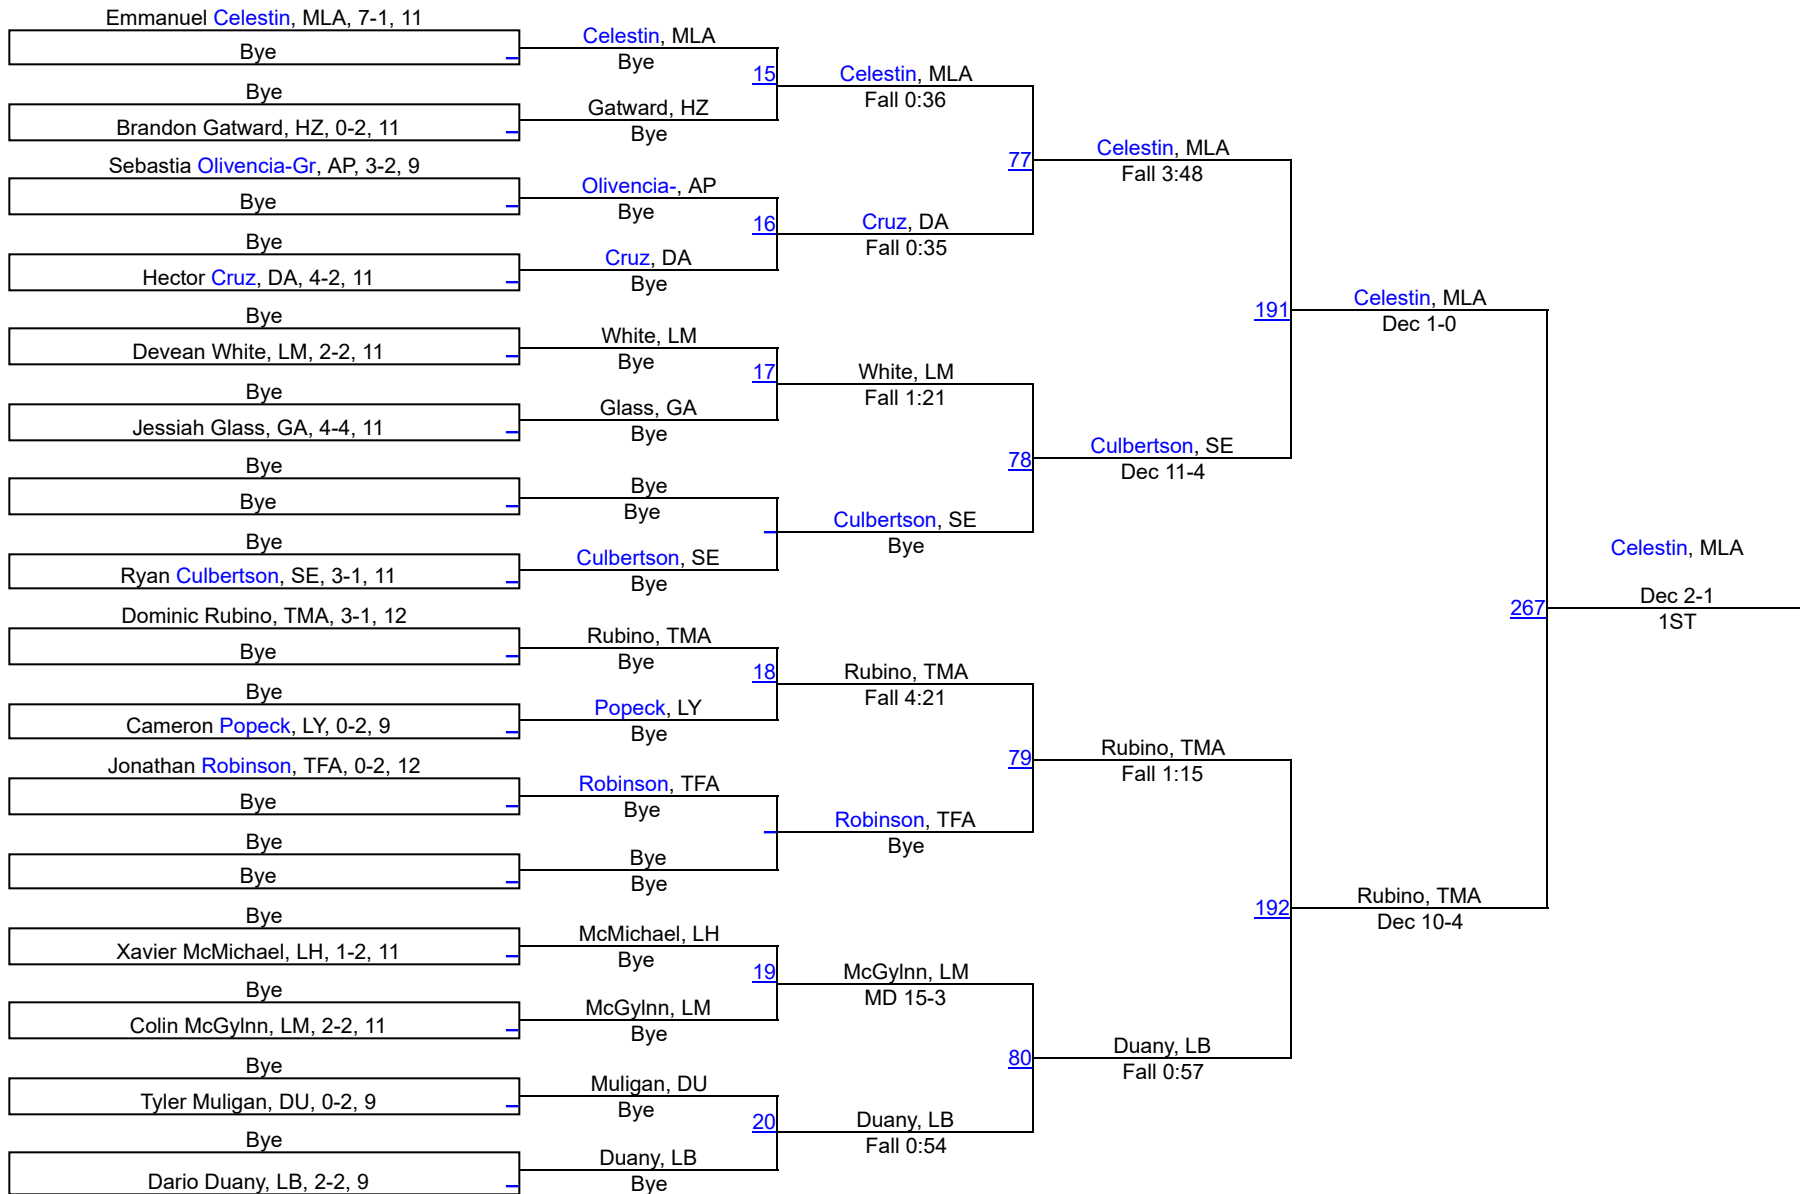 Emmanuel Celestin, MLA, 7-1, 11
Bye
Bye
Brandon Gatward, HZ, 0-2, 11
Sebastia Olivencia-Gr, AP, 3-2, 9
Bye
Bye
Hector Cruz, DA, 4-2, 11
Bye
Devean White, LM, 2-2, 11
Bye
Jessiah Glass, GA, 4-4, 11
Bye
Bye
Bye
Ryan Culbertson, SE, 3-1, 11
Dominic Rubino, TMA, 3-1, 12
Bye
Bye
Cameron Popeck, LY, 0-2, 9
Jonathan Robinson, TFA, 0-2, 12
Bye
Bye
Bye
Bye
Xavier McMichael, LH, 1-2, 11
Bye
Colin McGylnn, LM, 2-2, 11
Bye
Tyler Muligan, DU, 0-2, 9
Bye
Dario Duany, LB, 2-2, 9
Celestin, MLA
Bye
15
Gatward, HZ
Bye
Olivencia-, AP
Bye
16
Cruz, DA
Bye
White, LM
Bye
17
Glass, GA
Bye
Bye
Bye
Culbertson, SE
Bye
Rubino, TMA
Bye
18
Popeck, LY
Bye
Robinson, TFA
Bye
Bye
Bye
McMichael, LH
Bye
19
McGylnn, LM
Bye
Muligan, DU
Bye
20
Duany, LB
Bye
Celestin, MLA
Fall 0:36
77
Cruz, DA
Fall 0:35
White, LM
Fall 1:21
78
Culbertson, SE
Bye
Rubino, TMA
Fall 4:21
79
Robinson, TFA
Bye
McGylnn, LM
MD 15-3
80
Duany, LB
Fall 0:54
Celestin, MLA
Fall 3:48
191
Culbertson, SE
Dec 11-4
Rubino, TMA
Fall 1:15
192
Duany, LB
Fall 0:57
Celestin, MLA
Dec 1-0
267
Rubino, TMA
Dec 10-4
Celestin, MLA
Dec 2-1
1ST